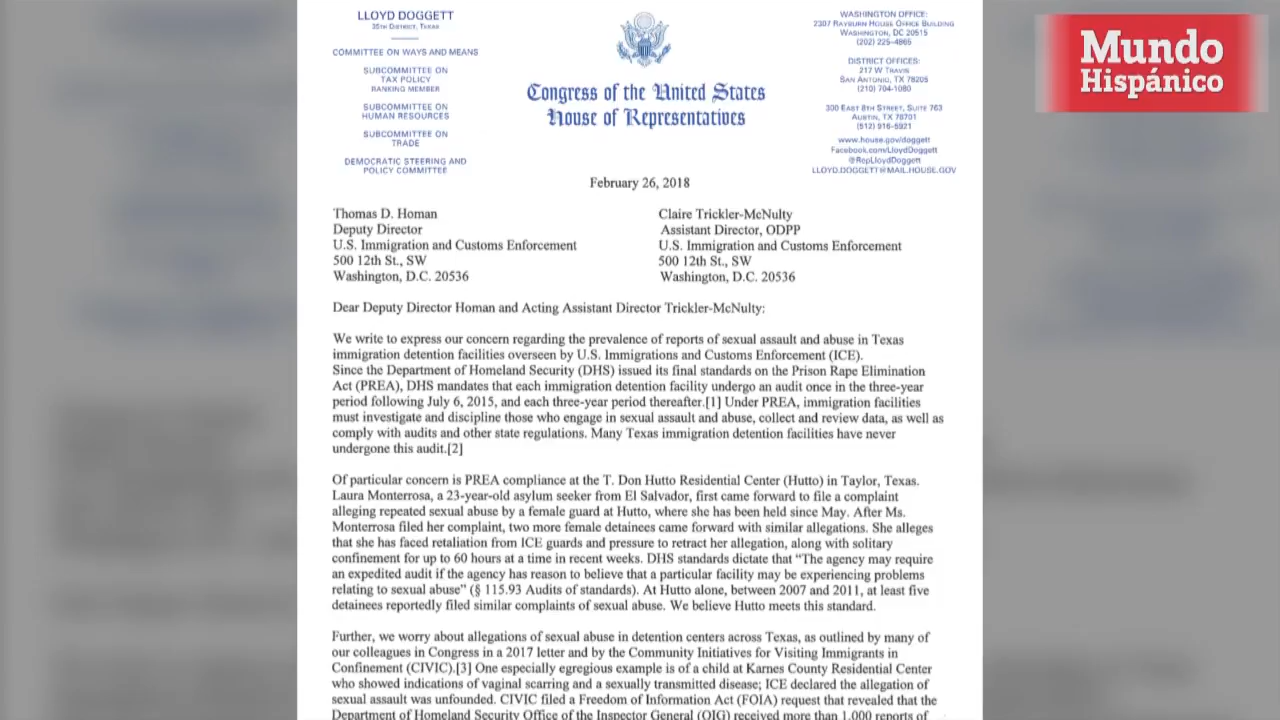 LLOYD DOGGETT
35TH DISTRICT, TEXAS
COMMITTEE ON WAYS AND MEANS
SUBCOMMITTEE ON
TAX POLICY
RANKING MEMBER
SUBCOMMITTEE ON
HUMAN RESOURCES
SUBCOMMITTEE ON
TRADE
DEMOCRATIC STEERING AND
POLICY COMMITTEE
Congress of the United States
House of Representatives
WASHINGTON OFFICE:
2307 RAYBURN HOUSE OFFICE BUILDING
WASHINGTON, DC 20515
(202) 225-4865
DISTRICT OFFICES:
217 W TRAVIS
SAN ANTONIO, TX 78205
(210) 704-1080
300 EAST 8TH STREET, SUITE 763
AUSTIN, TX 78701
(512) 916-5921
www.house.gov/doggett
Facebook.com/LloydDoggett
@RepLloydDoggett
LLOYD.DOGGETT@MAIL.HOUSE.GOV
Mundo
Hispánico
February 26, 2018
Thomas D. Homan
Deputy Director
U.S. Immigration and Customs Enforcement
500 12th St., SW
Washington, D.C. 20536
Claire Trickler-McNulty
Assistant Director, ODPP
U.S. Immigration and Customs Enforcement
500 12th St., SW
Washington, D.C. 20536
Dear Deputy Director Homan and Acting Assistant Director Trickler-McNulty:
We write to express our concern regarding the prevalence of reports of sexual assault and abuse in Texas
immigration detention facilities overseen by U.S. Immigrations and Customs Enforcement (ICE).
Since the Department of Homeland Security (DHS) issued its final standards on the Prison Rape Elimination
Act (PREA), DHS mandates that each immigration detention facility undergo an audit once in the three-year
period following July 6, 2015, and each three-year period thereafter.[1] Under PREA, immigration facilities
must investigate and discipline those who engage in sexual assault and abuse, collect and review data, as well as
comply with audits and other state regulations. Many Texas immigration detention facilities have never
undergone this audit.[2]
Of particular concern is PREA compliance at the T. Don Hutto Residential Center (Hutto) in Taylor, Texas.
Laura Monterrosa, a 23-year-old asylum seeker from El Salvador, first came forward to file a complaint
alleging repeated sexual abuse by a female guard at Hutto, where she has been held since May. After Ms.
Monterrosa filed her complaint, two more female detainees came forward with similar allegations. She alleges
that she has faced retaliation from ICE guards and pressure to retract her allegation, along with solitary
confinement for up to 60 hours at a time in recent weeks. DHS standards dictate that “The agency may require
an expedited audit if the agency has reason to believe that a particular facility may be experiencing problems
relating to sexual abuse” (§ 115.93 Audits of standards). At Hutto alone, between 2007 and 2011, at least five
detainees reportedly filed similar complaints of sexual abuse. We believe Hutto meets this standard.
Further, we worry about allegations of sexual abuse in detention centers across Texas, as outlined by many of
our colleagues in Congress in a 2017 letter and by the Community Initiatives for Visiting Immigrants in
Confinement (CIVIC).[3] One especially egregious example is of a child at Karnes County Residential Center
who showed indications of vaginal scarring and a sexually transmitted disease; ICE declared the allegation of
sexual assault was unfounded. CIVIC filed a Freedom of Information Act (FOIA) request that revealed that the
Department of Homeland Security Office of the Inspector General (OIG) received more than 1,000 reports of